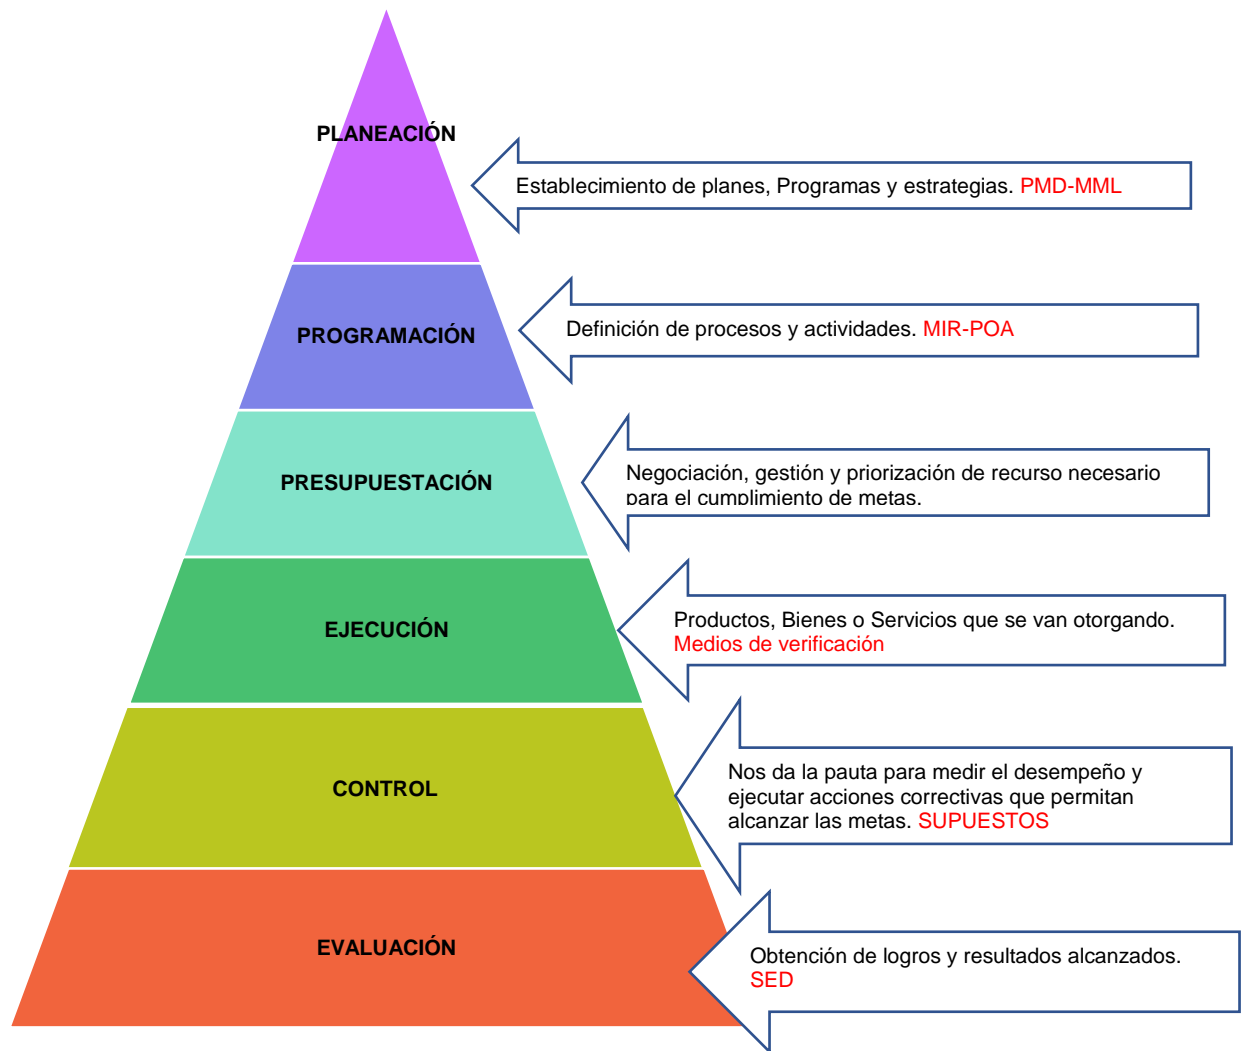 PLANEACIÓN
Establecimiento de planes, Programas y estrategias. PMD-MML
PROGRAMACIÓN
Definición de procesos y actividades. MIR-POA
PRESUPUESTACIÓN
Negociación, gestión y priorización de recurso necesario
para el cumplimiento de metas.
EJECUCIÓN
Productos, Bienes o Servicios que se van otorgando.
Medios de verificación
CONTROL
Nos da la pauta para medir el desempeño y
ejecutar acciones correctivas que permitan
alcanzar las metas. SUPUESTOS
EVALUACIÓN
Obtención de logros y resultados alcanzados.
SED